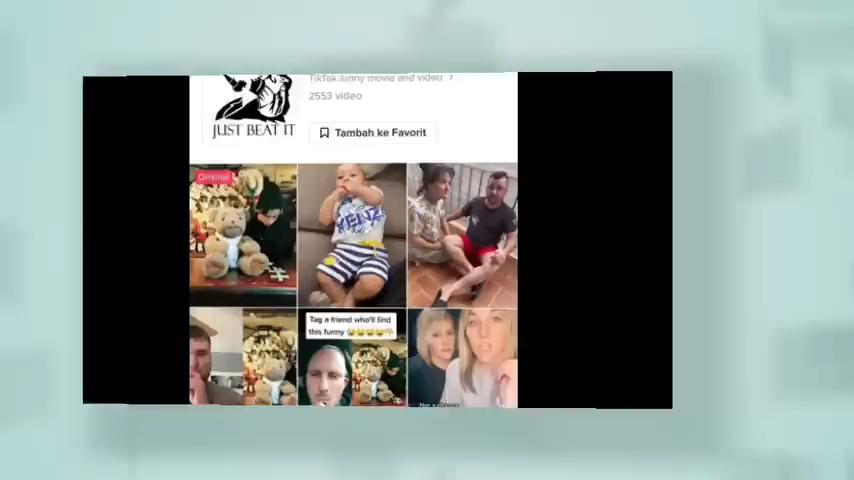 TikTok funny movie and video
2553 video
JUST BEAT IT
Tambah ke Favorit
Original
KENZ
Tag a friend who'll find
this funny 😂😂😂😂